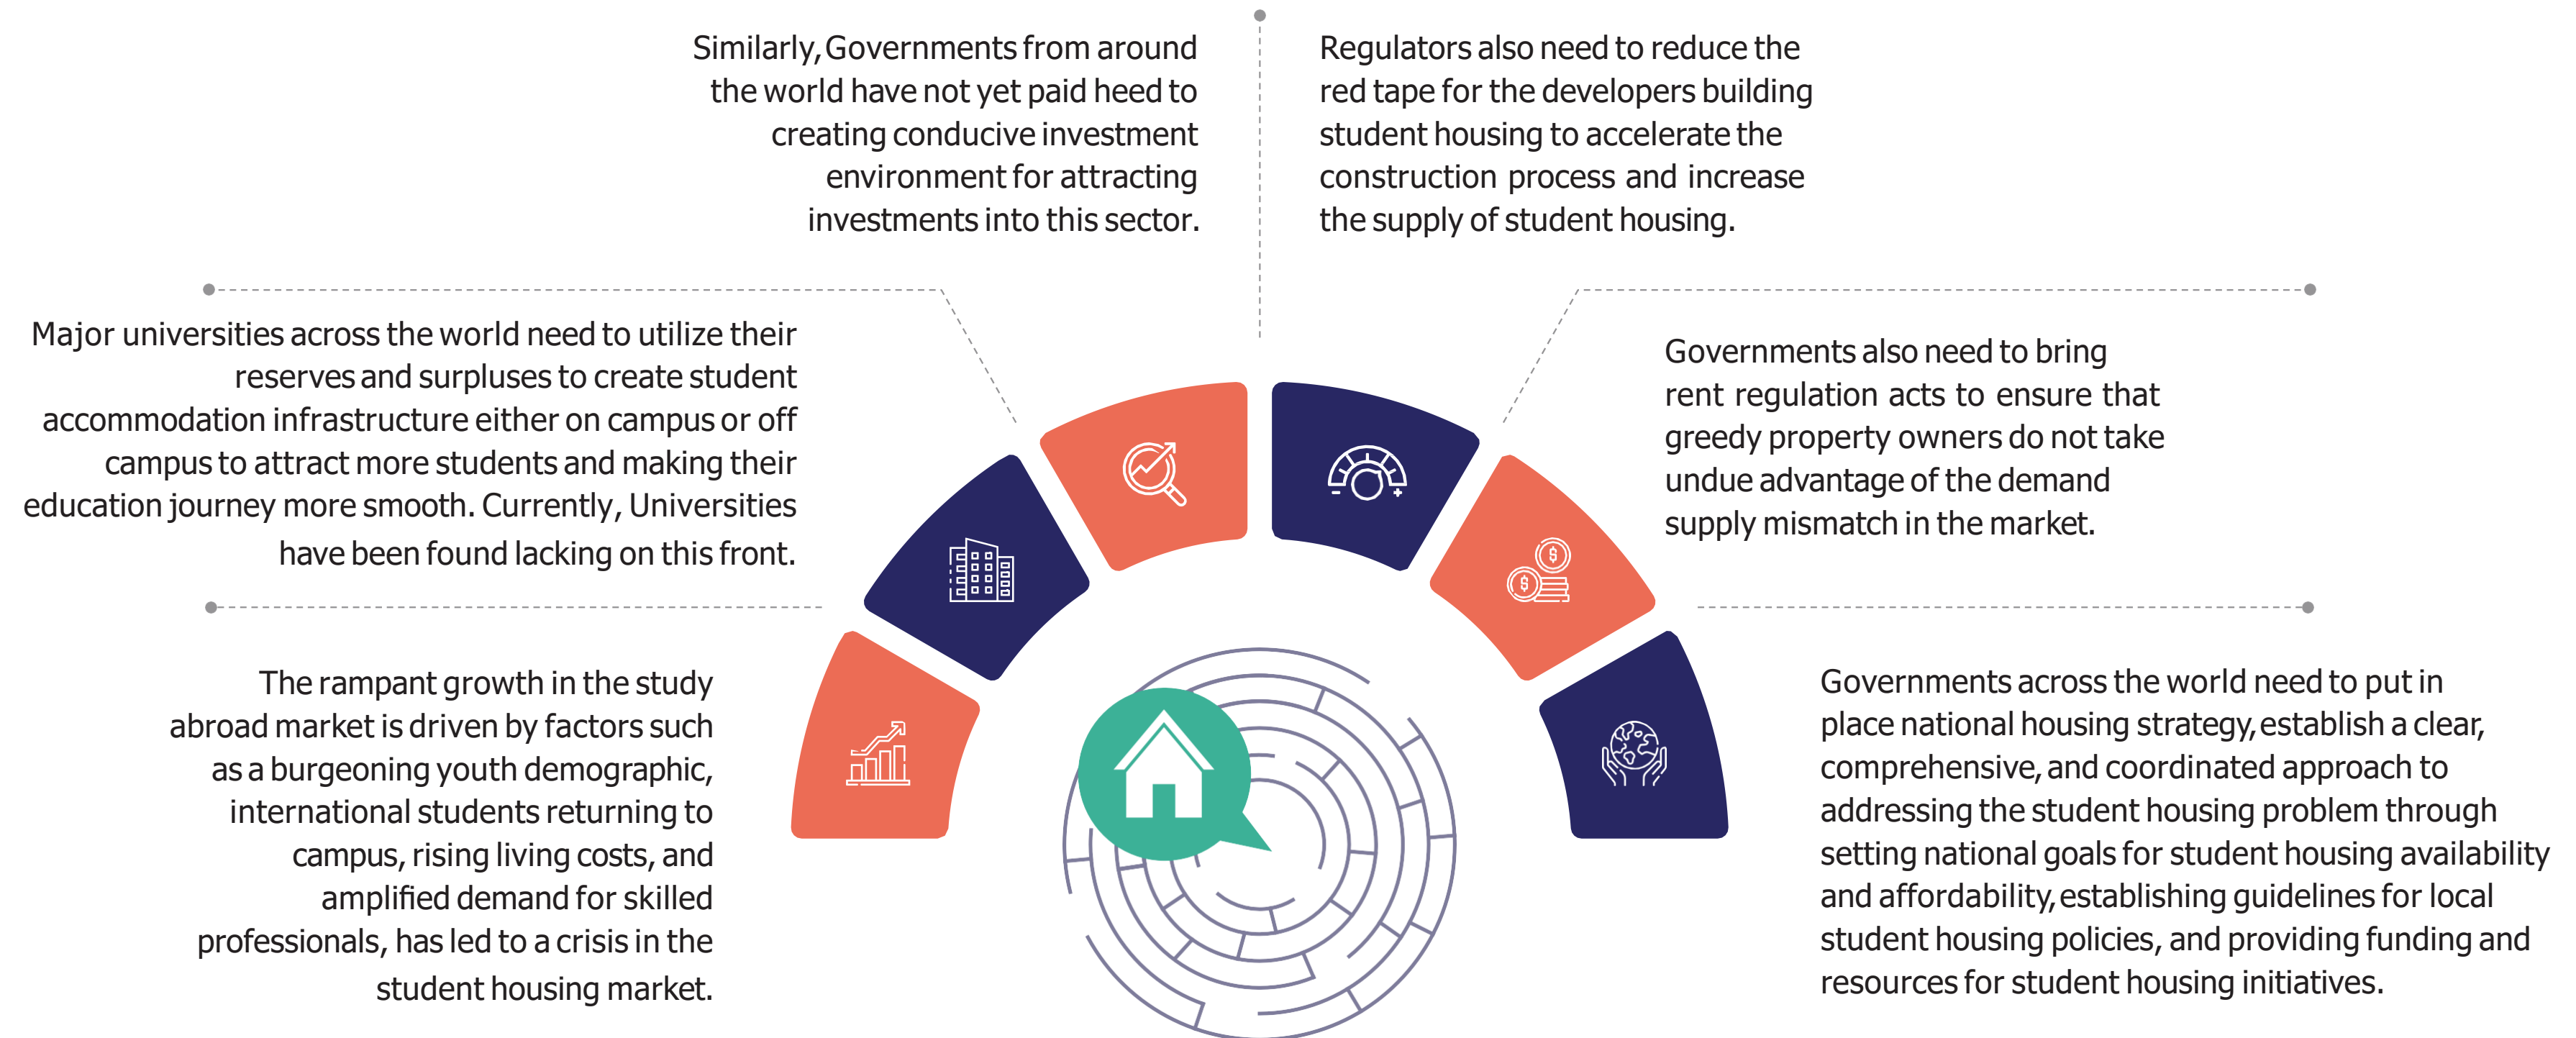 The rampant growth in the study
abroad market is driven by factors such
as a burgeoning youth demographic,
international students returning to
campus, rising living costs, and
amplified demand for skilled
professionals, has led to a crisis in the
student housing market.
Major universities across the world need to utilize their
reserves and surpluses to create student
accommodation infrastructure either on campus or off
campus to attract more students and making their
education journey more smooth. Currently, Universities
have been found lacking on this front.
Similarly, Governments from around
the world have not yet paid heed to
creating conducive investment
environment for attracting
investments into this sector.
Regulators also need to reduce the
red tape for the developers building
student housing to accelerate the
construction process and increase
the supply of student housing.
Governments also need to bring
rent regulation acts to ensure that
greedy property owners do not take
undue advantage of the demand
supply mismatch in the market.
Governments across the world need to put in
place national housing strategy, establish a clear,
comprehensive, and coordinated approach to
addressing the student housing problem through
setting national goals for student housing availability
and affordability, establishing guidelines for local
student housing policies, and providing funding and
resources for student housing initiatives.